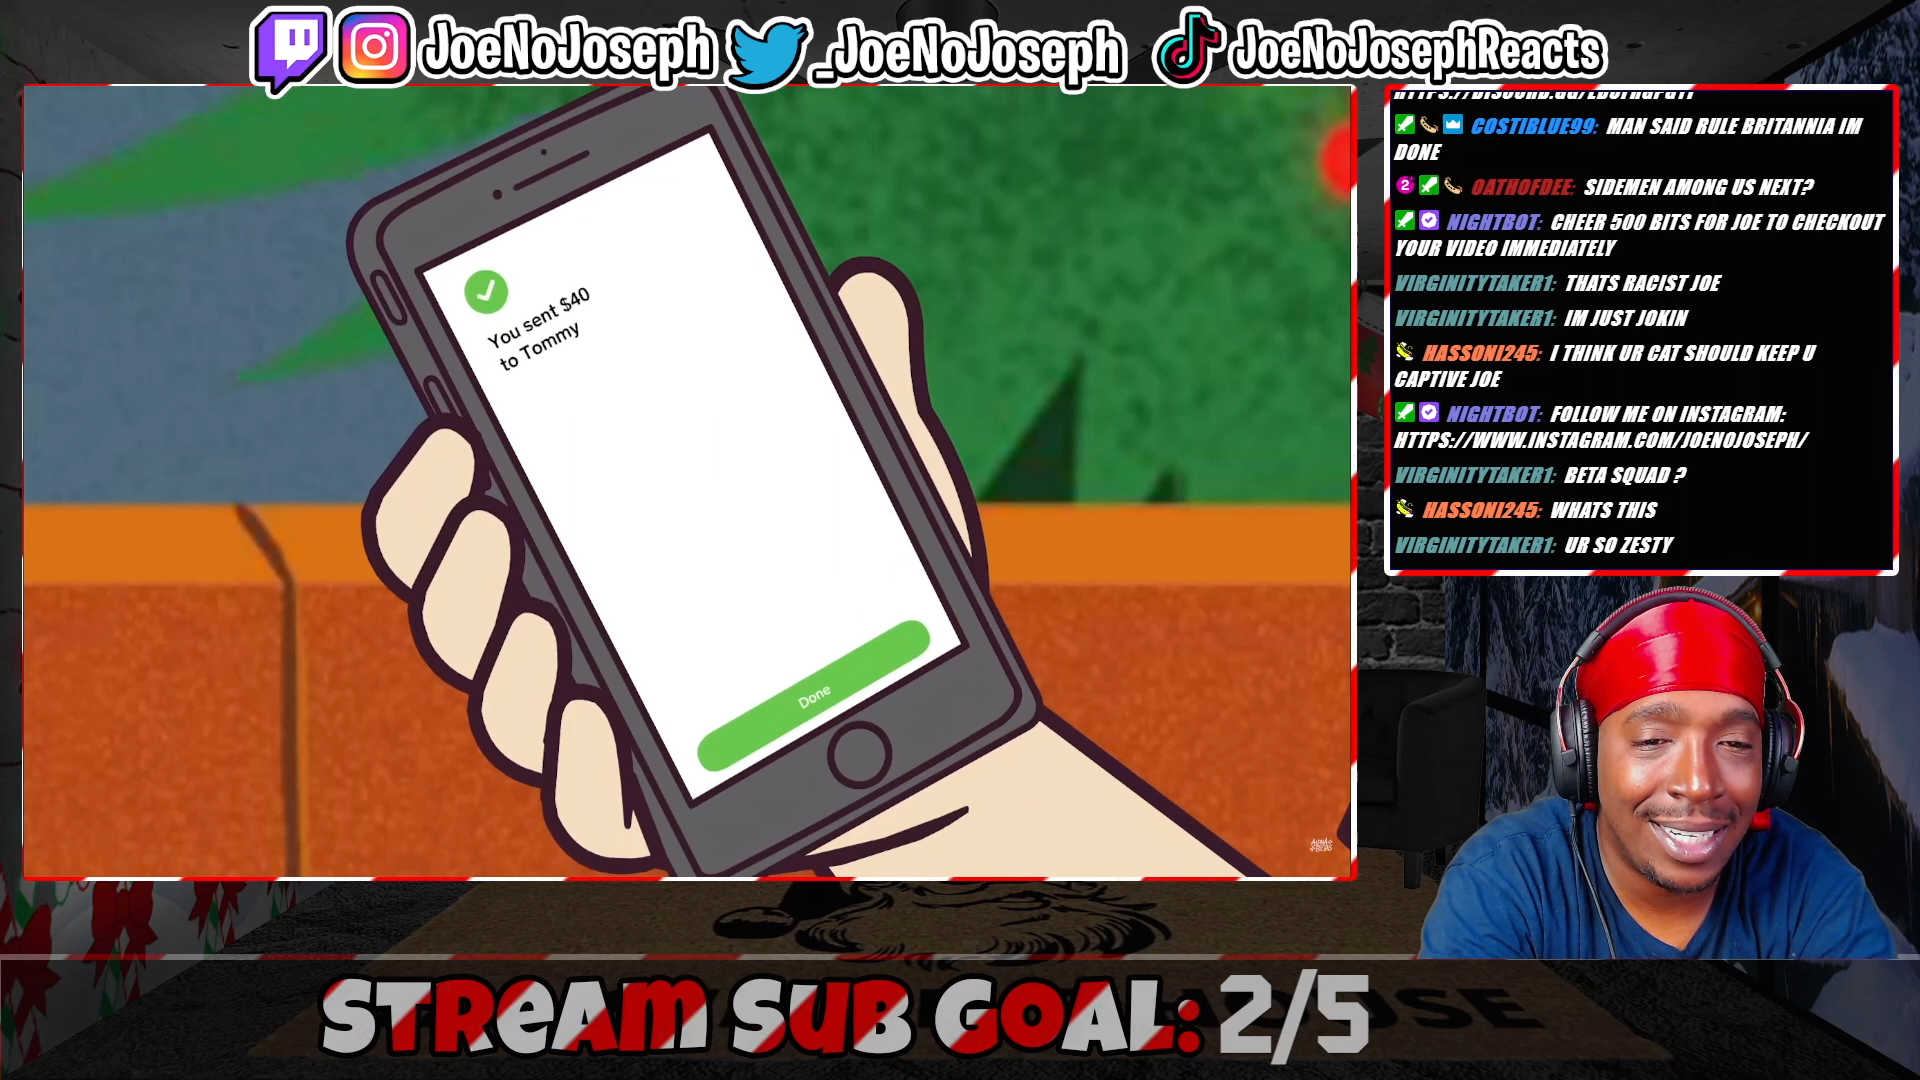 JoeNoJoseph
_JoeNoJoseph
JoeNoJosephReacts
COSTIBLUE99: MAN SAID RULE BRITANNIA IM
DONE
2
OATHOFDEE: SIDEMEN AMONG US NEXT?
NIGHTBOT: CHEER 500 BITS FOR JOE TO CHECKOUT
YOUR VIDEO IMMEDIATELY
VIRGINITYTAKER1: THATS RACIST JOE
VIRGINITYTAKER1: IM JUST JOKIN
HASSONI245: I THINK UR CAT SHOULD KEEP U
CAPTIVE JOE
NIGHTBOT: FOLLOW ME ON INSTAGRAM:
HTTPS://WWW.INSTAGRAM.COM/JOENOJOSEPH/
VIRGINITYTAKER1: BETA SQUAD ?
HASSONI245: WHATS THIS
VIRGINITYTAKER1: UR SO ZESTY
You sent $40
to Tommy
Done
STREAM SUB GOAL: 2/5